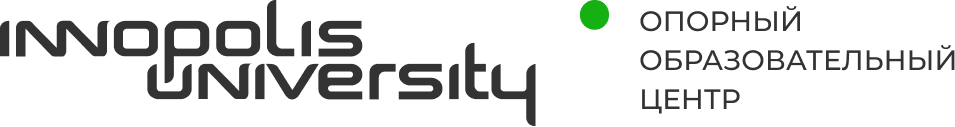 INNOPOLIS
UNIVERSITY
ОПОРНЫЙ
ОБРАЗОВАТЕЛЬНЫЙ
ЦЕНТР